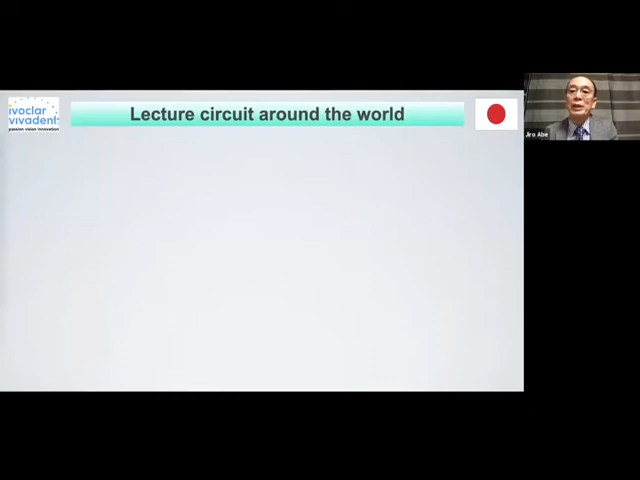 ivoclar
vivadent:
passion vision innovation
Lecture circuit around the world
Jiro Abe